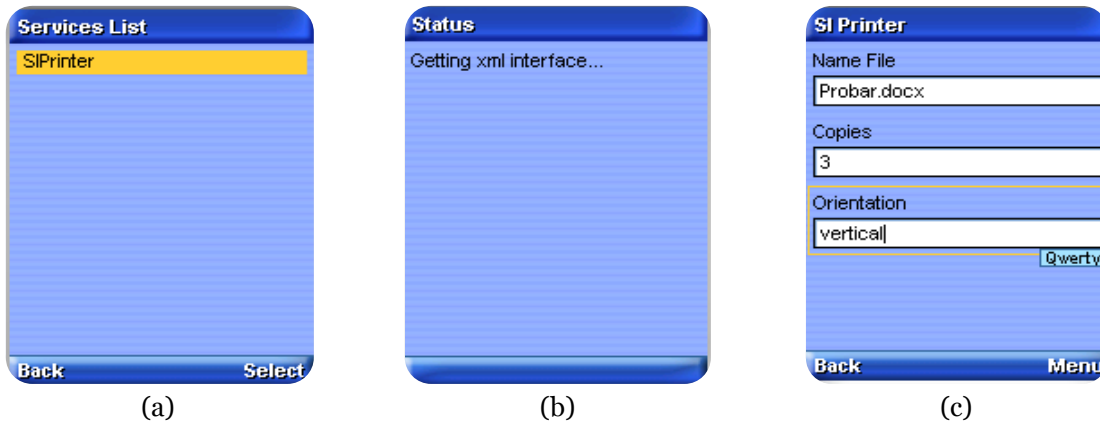 Services List
SIPrinter
Back Select
(a)
Status
Getting xml interface...
(b)
SI Printer
Name File
Probar.docx
Copies
3
Orientation
vertical
Qwerty
Back Menu
(c)